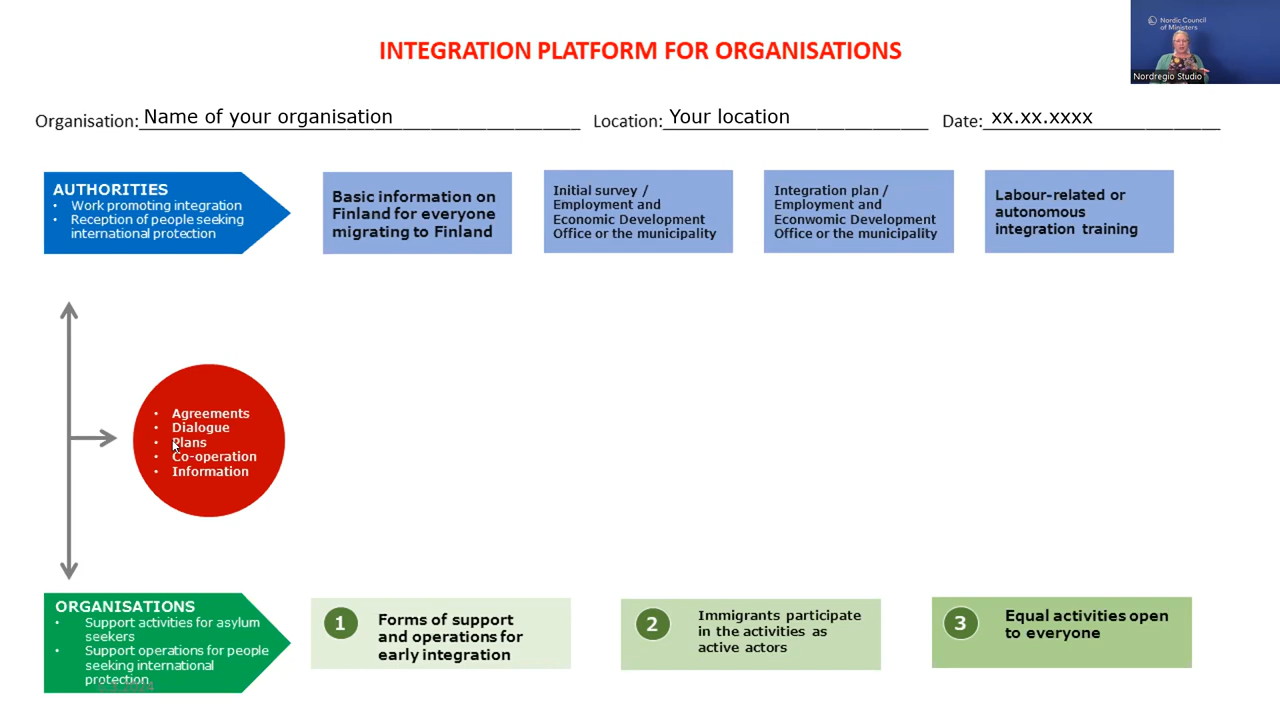 Nordic Council
of Ministers
Nordregio Studio
INTEGRATION PLATFORM FOR ORGANISATIONS
Organisation: Name of your organisation Location: Your location Date: xx.xx.xxxx
AUTHORITIES
• Work promoting integration
• Reception of people seeking
international protection
Basic information on
Finland for everyone
migrating to Finland
Initial survey /
Employment and
Economic Development
Office or the municipality
Integration plan /
Employment and
Econwomic Development
Office or the municipality
Labour-related or
autonomous
integration training
• Agreements
• Dialogue
• Plans
• Co-operation
• Information
ORGANISATIONS
• Support activities for asylum
seekers
• Support operations for people
seeking international
protection
1
Forms of support
and operations for
early integration
2
Immigrants participate
in the activities as
active actors
3
Equal activities open
to everyone